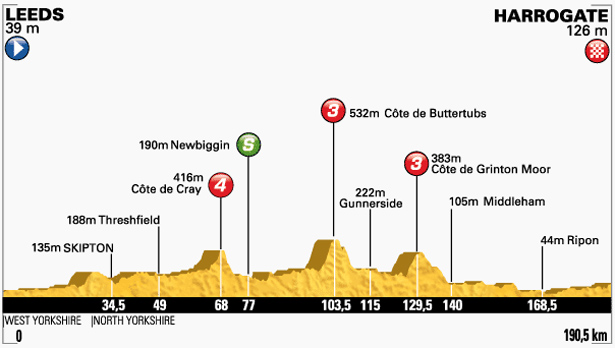 LEEDS
39 m
HARROGATE
126 m
3
532m Côte de Buttertubs
190m Newbiggin
S
416m
Côte de Cray
4
3
383m
Côte de Grinton Moor
222m
Gunnerside
105m Middleham
188m Threshfield
135m SKIPTON
44m Ripon
34,5
49
68
77
103,5
115
129,5
140
168,5
WEST YORKSHIRE
NORTH YORKSHIRE
0
190,5 km